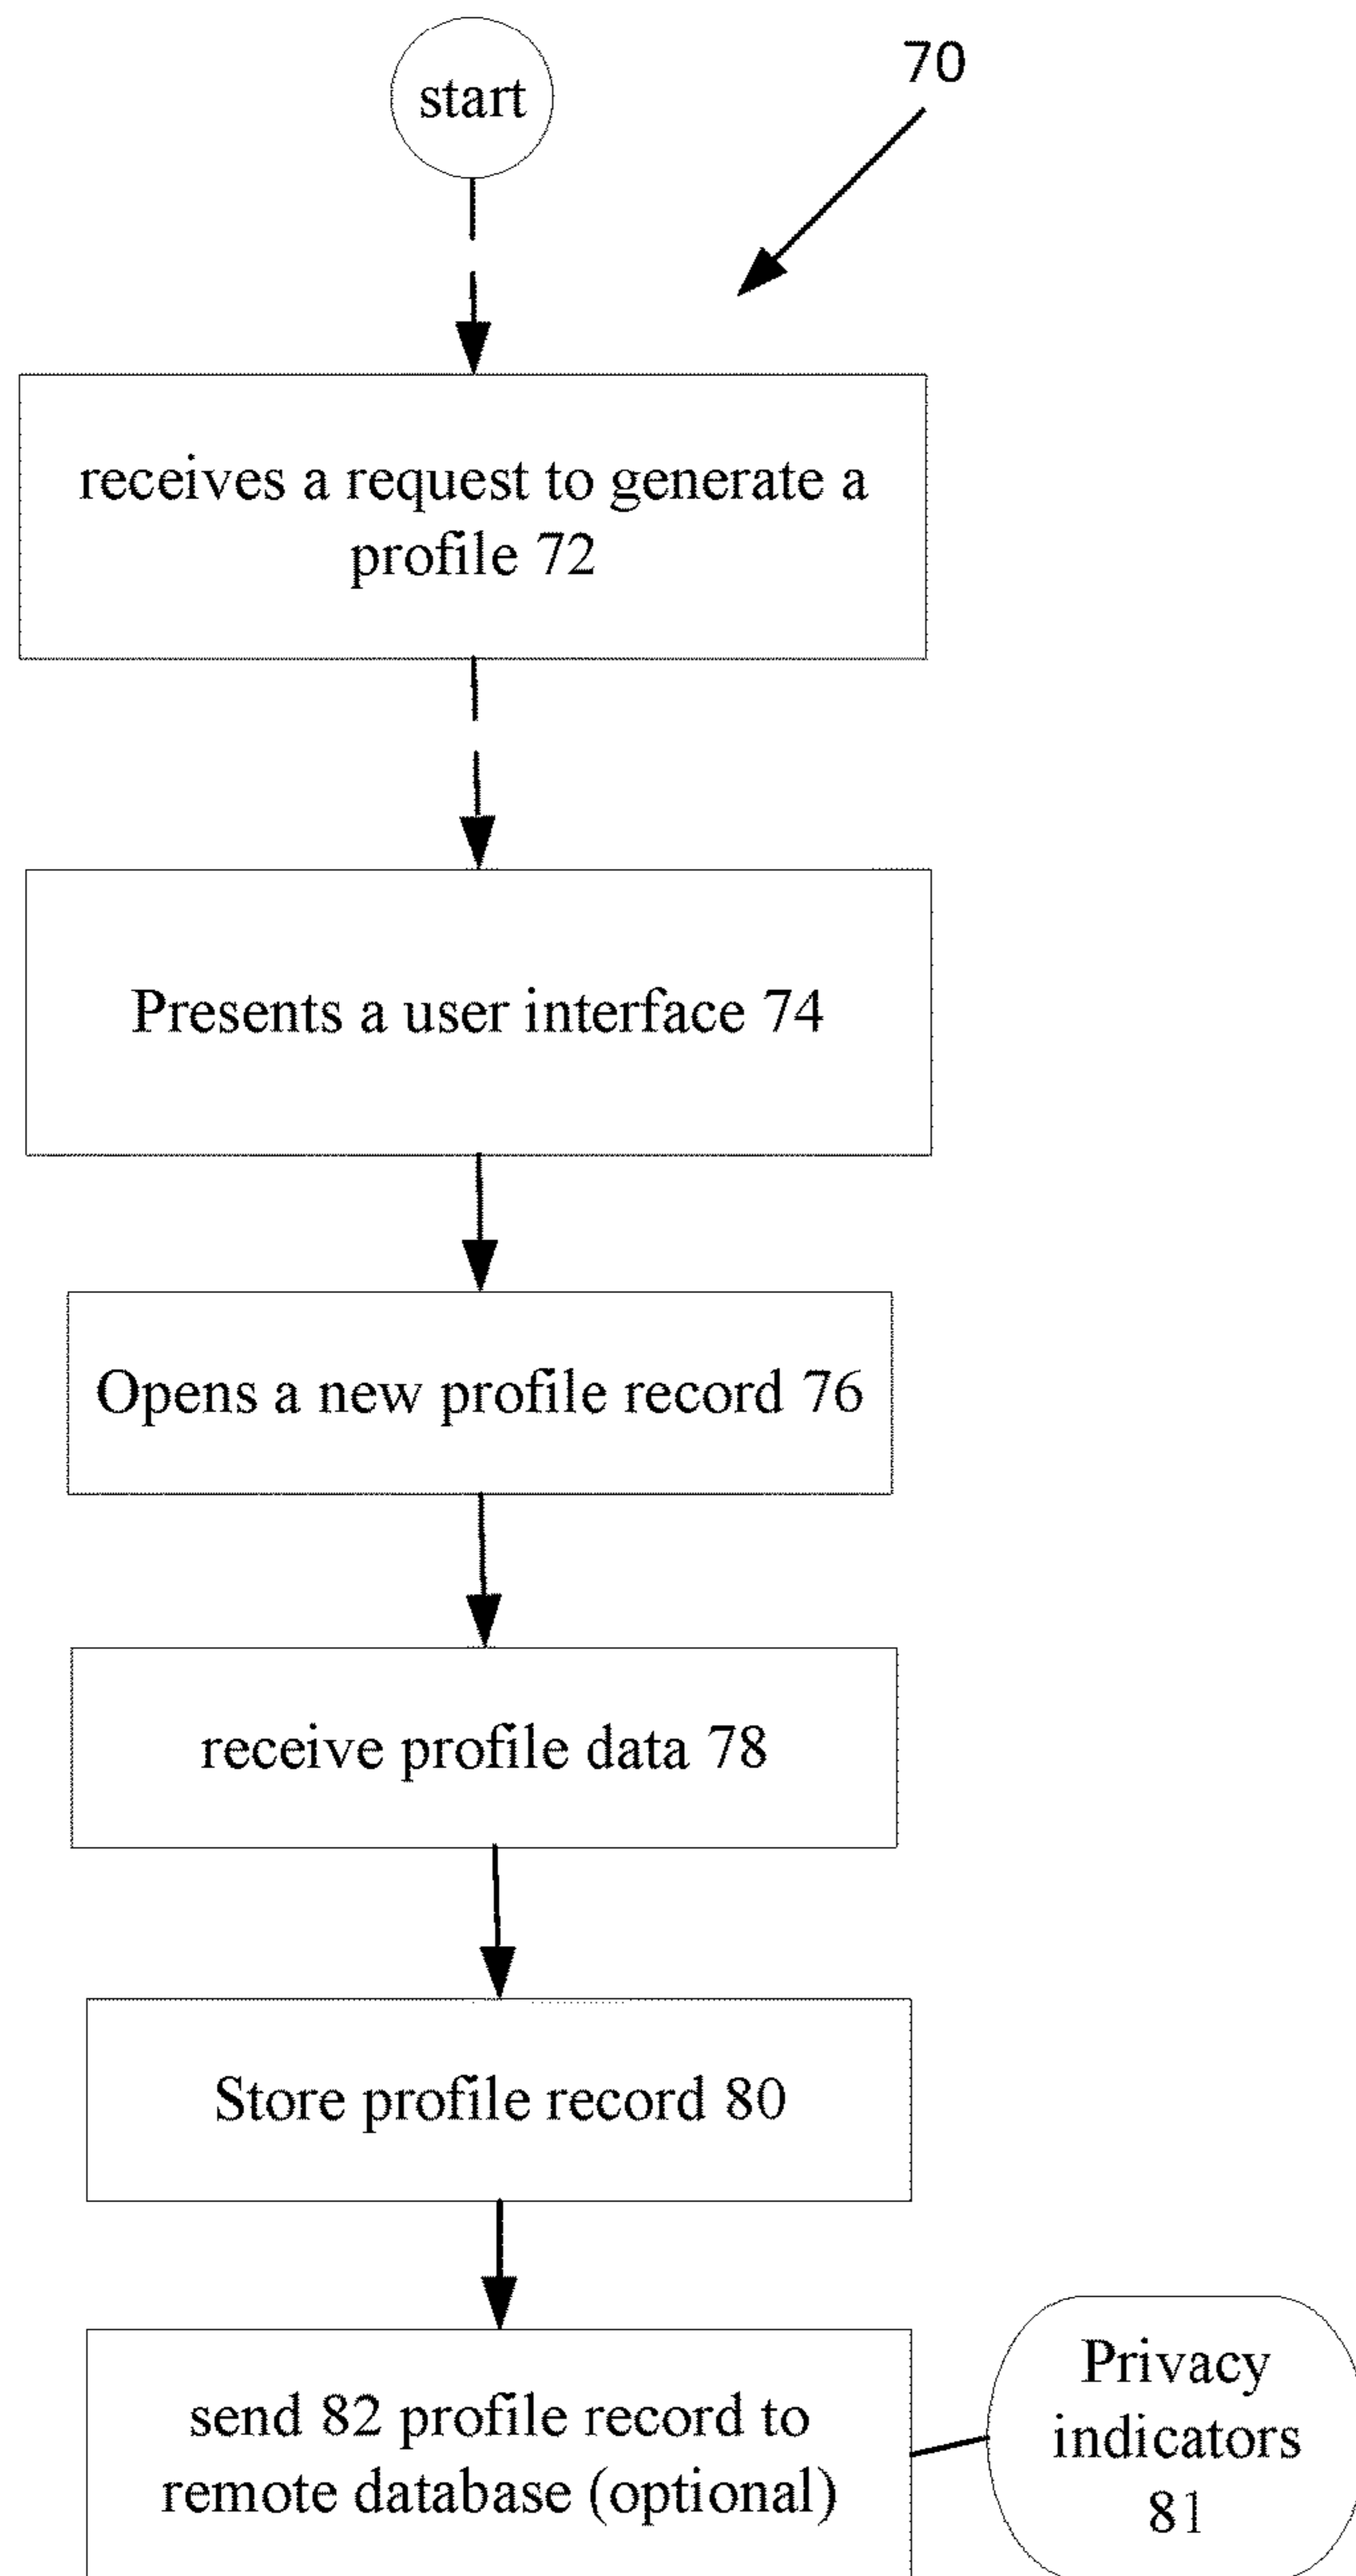 start
70
receives a request to generate a
profile 72
Presents a user interface 74
Opens a new profile record 76
receive profile data 78
Store profile record 80
send 82 profile record to
remote database (optional)
Privacy
indicators
81